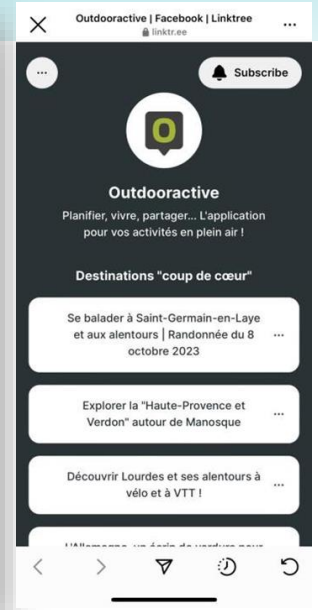 Outdooractive | Facebook | Linktree
linktr.ee
Subscribe
O
Outdooractive
Planifier, vivre, partager... L'application
pour vos activités en plein air !
Destinations "coup de cœur"
Se balader à Saint-Germain-en-Laye
et aux alentours | Randonnée du 8
octobre 2023
Explorer la "Haute-Provence et
Verdon" autour de Manosque
Découvrir Lourdes et ses alentours à
vélo et à VTT !